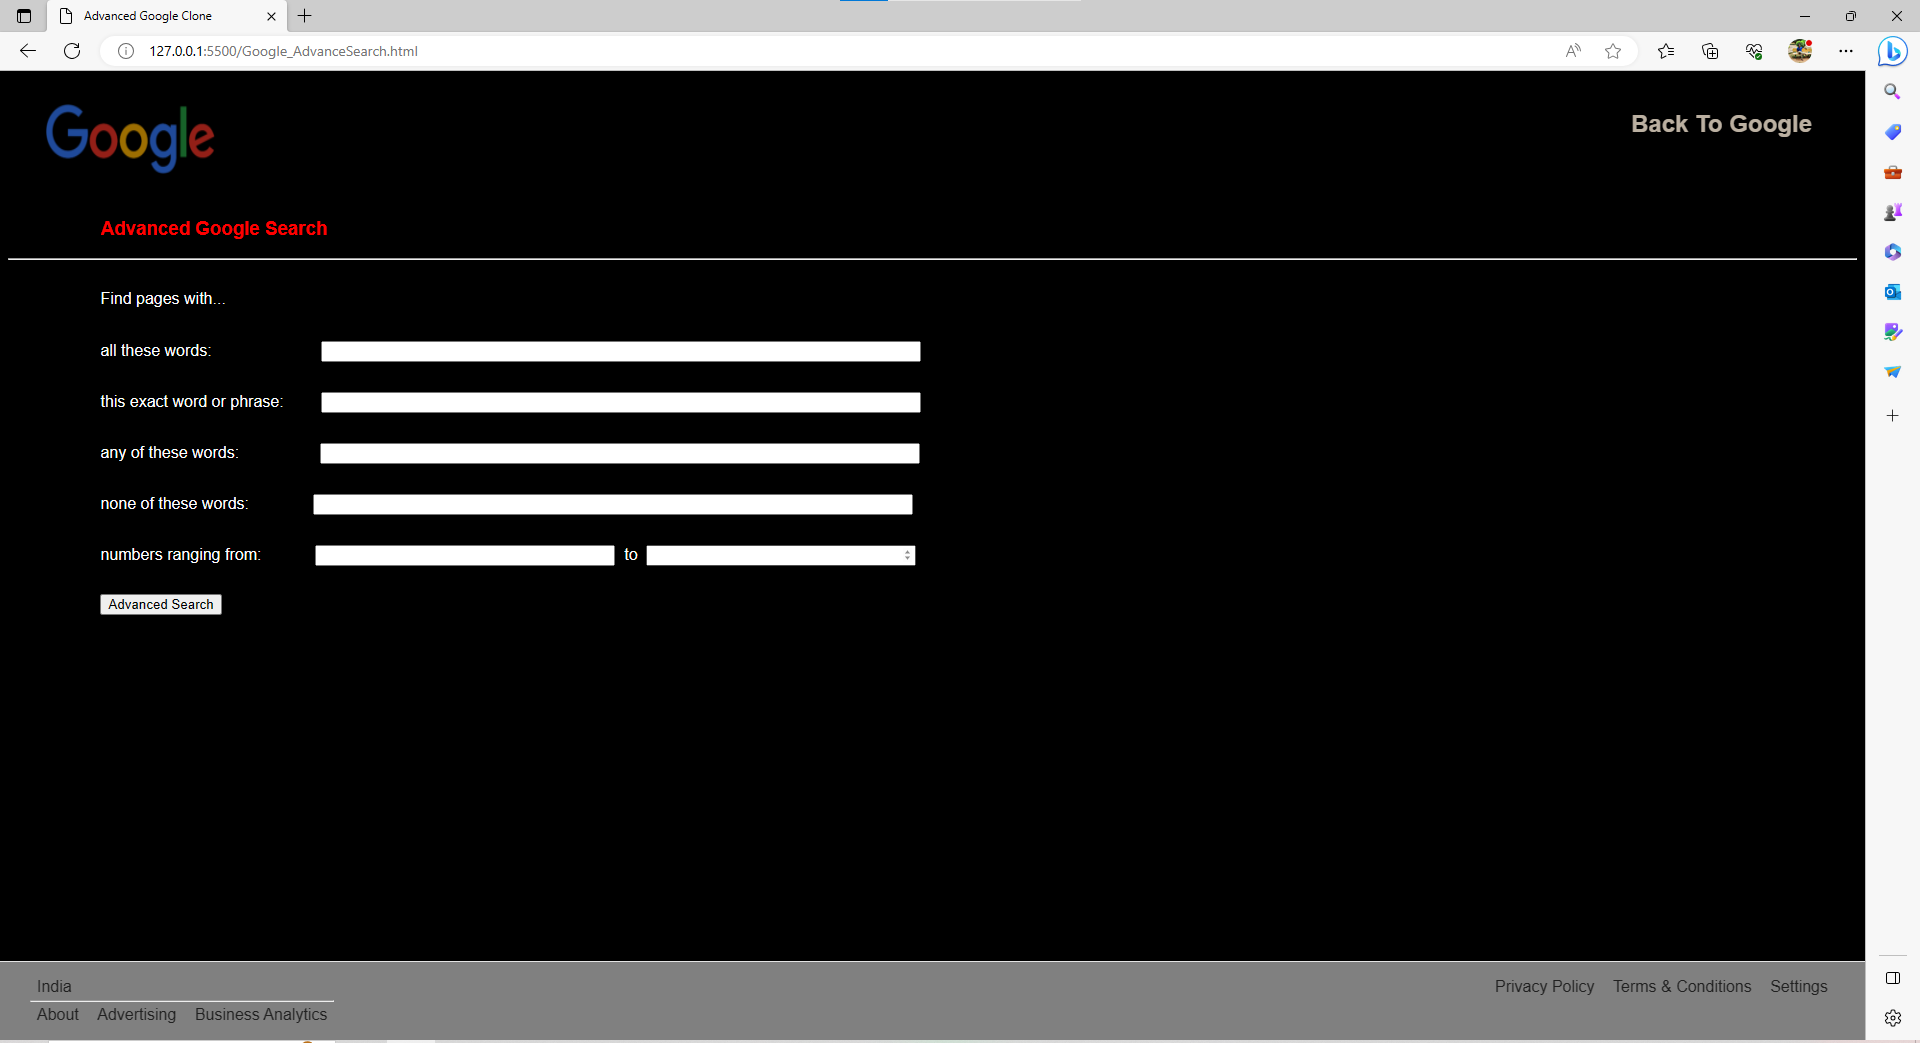 Advanced Google Clone
127.0.0.1:5500/Google_AdvanceSearch.html
Google
Back To Google
Advanced Google Search
Find pages with...
all these words:
this exact word or phrase:
any of these words:
none of these words:
numbers ranging from: to
Advanced Search
India
Privacy Policy Terms & Conditions Settings
About Advertising Business Analytics